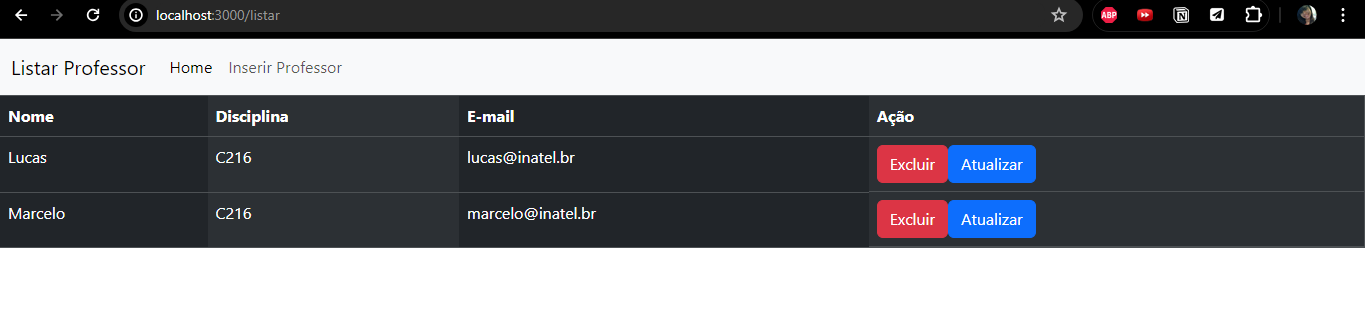 localhost:3000/listar
ABP
Listar Professor Home Inserir Professor
Nome Disciplina E-mail Ação
Lucas C216 lucas@inatel.br Excluir Atualizar
Marcelo C216 marcelo@inatel.br Excluir Atualizar